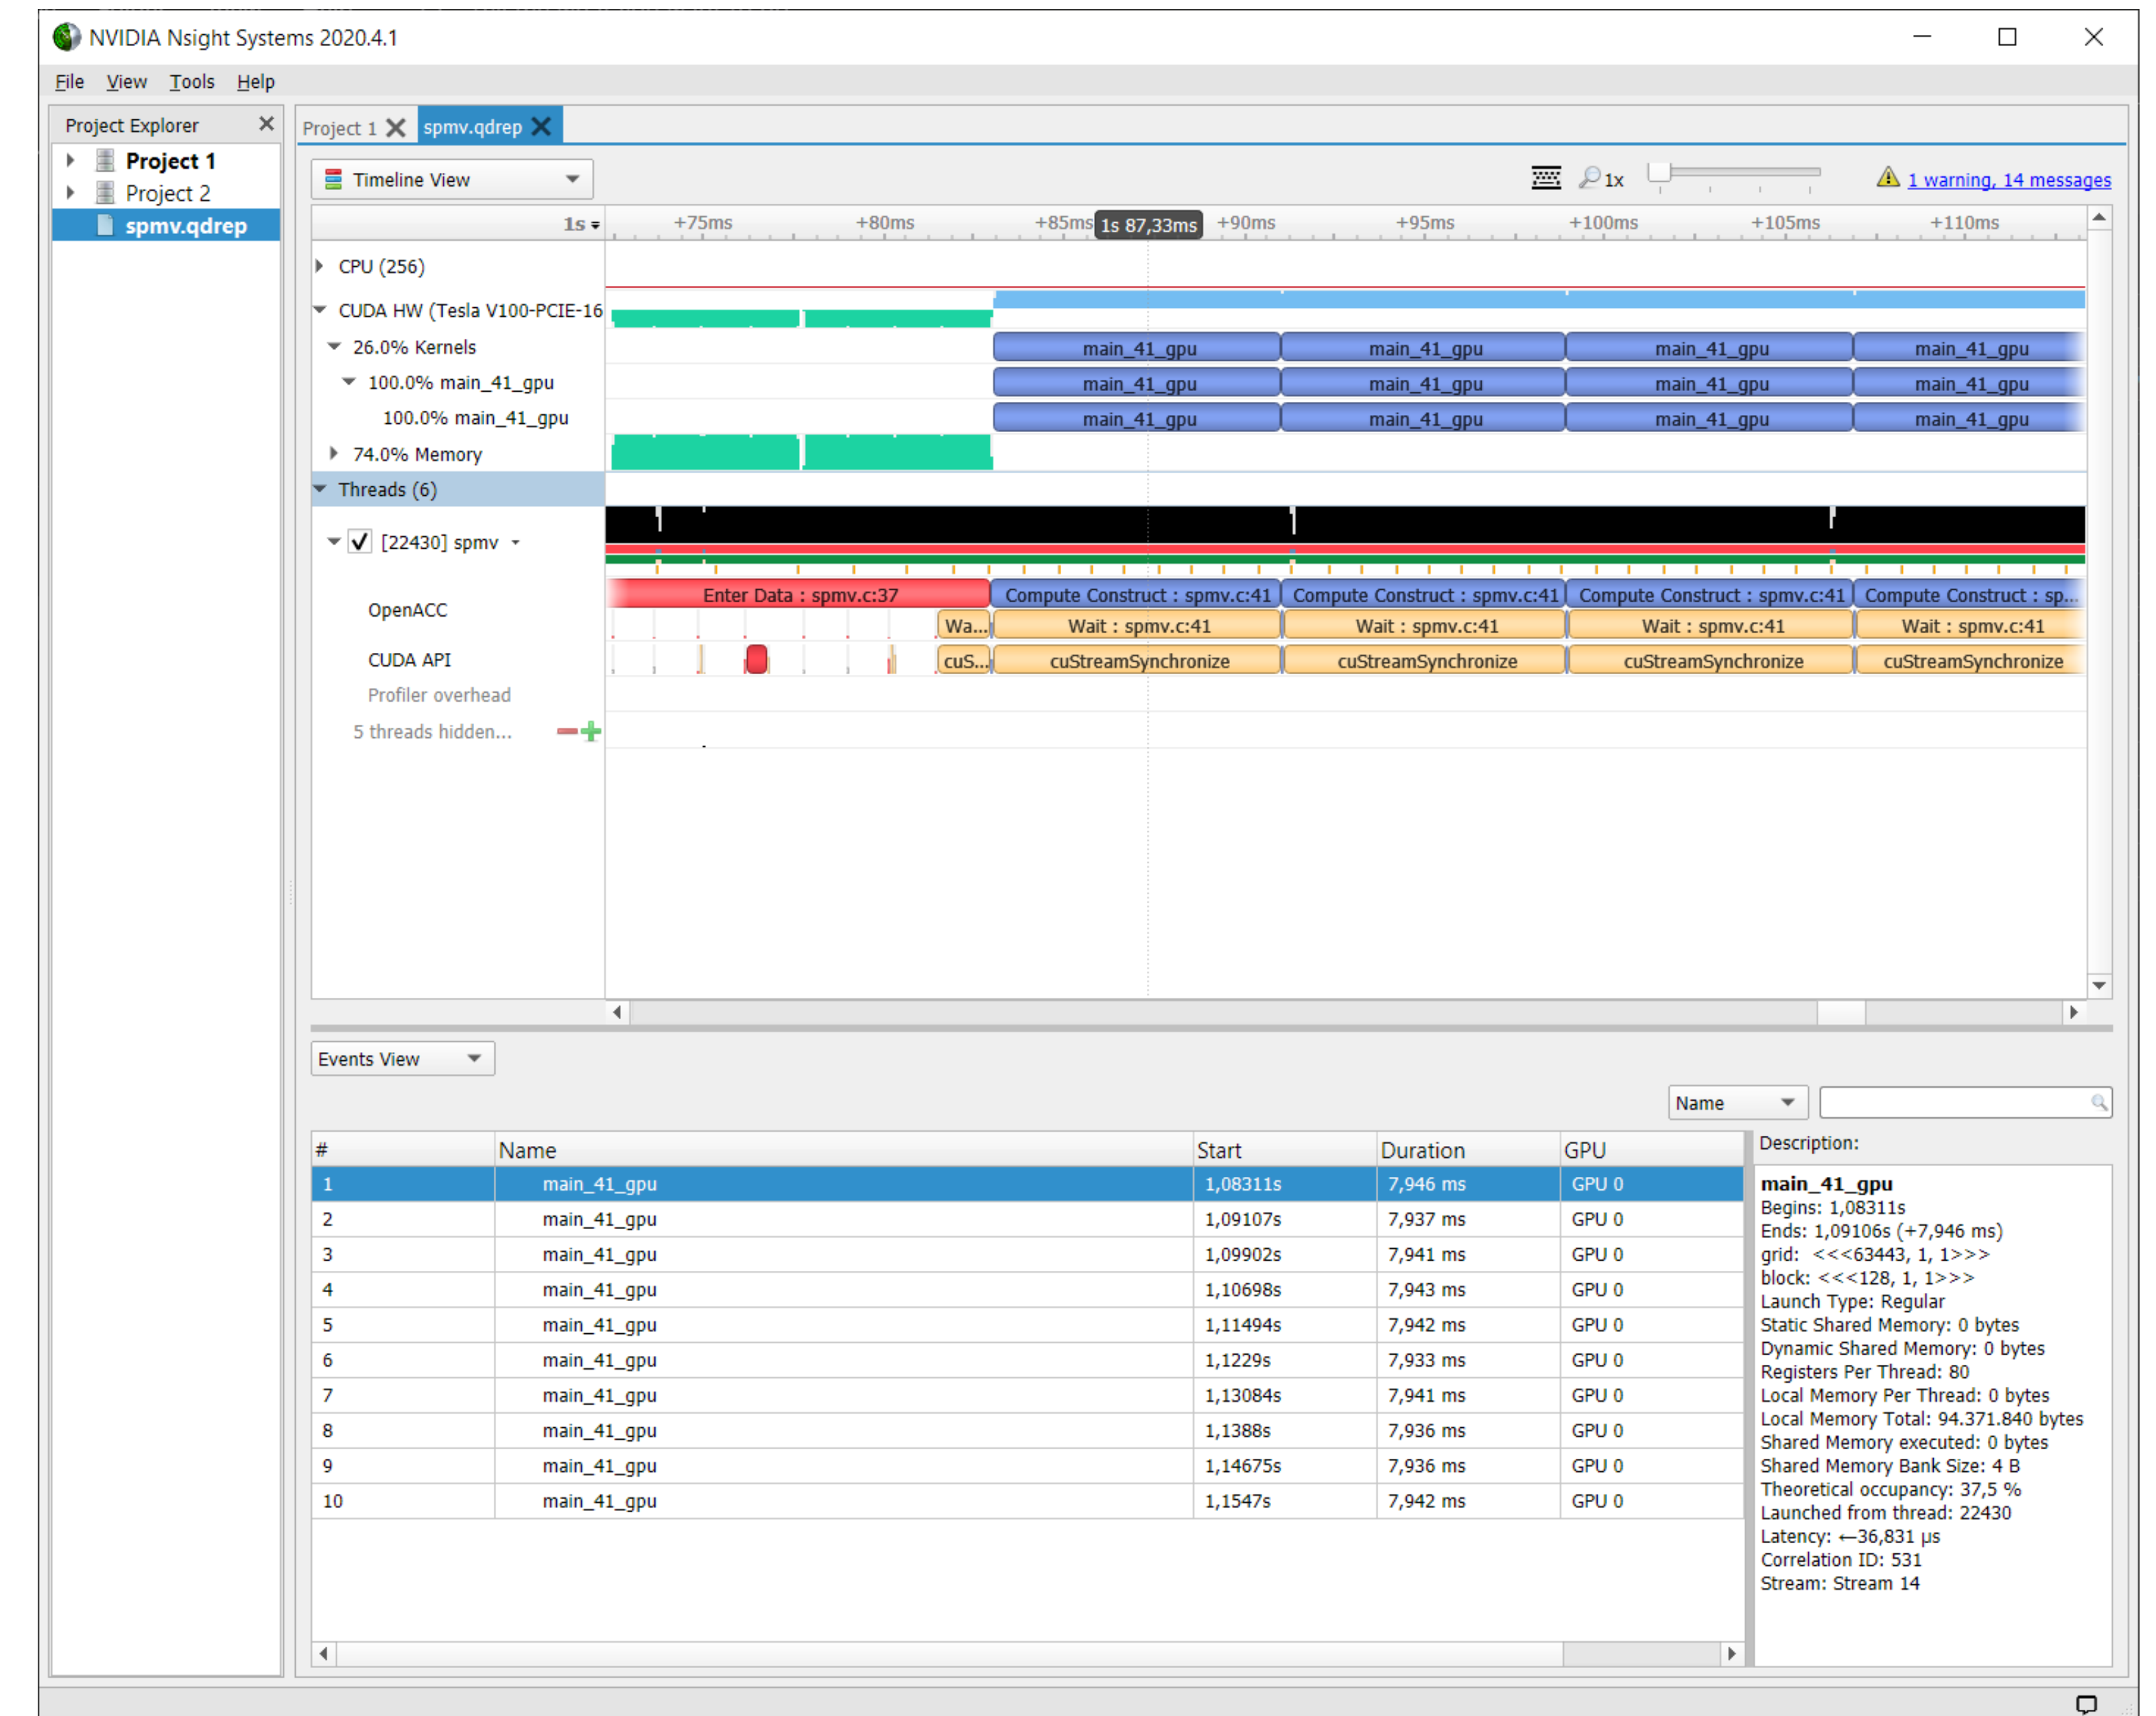 NVIDIA Nsight Systems 2020.4.1
File View Tools Help
Project Explorer
Project 1
Project 2
spmv.qdrep
Project 1 spmv.qdrep
Timeline View
1x
1 warning, 14 messages
1s +75ms +80ms +85ms 1s 87,33ms +90ms +95ms +100ms +105ms +110ms
CPU (256)
CUDA HW (Tesla V100-PCIE-16
26.0% Kernels main_41_gpu main_41_gpu main_41_gpu main_41_gpu
100.0% main_41_gpu main_41_gpu main_41_gpu main_41_gpu main_41_gpu
100.0% main_41_gpu main_41_gpu main_41_gpu main_41_gpu main_41_gpu
74.0% Memory
Threads (6)
[22430] spmv
Enter Data : spmv.c:37 Compute Construct : spmv.c:41 Compute Construct : spmv.c:41 Compute Construct : spmv.c:41 Compute Construct : sp...
OpenACC
Wa... Wait : spmv.c:41 Wait : spmv.c:41 Wait : spmv.c:41 Wait : spmv.c:41
CUDA API cuS... cuStreamSynchronize cuStreamSynchronize cuStreamSynchronize cuStreamSynchronize
Profiler overhead
5 threads hidden...
Events View
Name
# Name Start Duration GPU
1 main_41_gpu 1,08311s 7,946 ms GPU 0
2 main_41_gpu 1,09107s 7,937 ms GPU 0
3 main_41_gpu 1,09902s 7,941 ms GPU 0
4 main_41_gpu 1,10698s 7,943 ms GPU 0
5 main_41_gpu 1,11494s 7,942 ms GPU 0
6 main_41_gpu 1,1229s 7,933 ms GPU 0
7 main_41_gpu 1,13084s 7,941 ms GPU 0
8 main_41_gpu 1,1388s 7,936 ms GPU 0
9 main_41_gpu 1,14675s 7,936 ms GPU 0
10 main_41_gpu 1,1547s 7,942 ms GPU 0
Description:
main_41_gpu
Begins: 1,08311s
Ends: 1,09106s (+7,946 ms)
grid: <<<63443, 1, 1>>>
block: <<<128, 1, 1>>>
Launch Type: Regular
Static Shared Memory: 0 bytes
Dynamic Shared Memory: 0 bytes
Registers Per Thread: 80
Local Memory Per Thread: 0 bytes
Local Memory Total: 94.371.840 bytes
Shared Memory executed: 0 bytes
Shared Memory Bank Size: 4 B
Theoretical occupancy: 37,5 %
Launched from thread: 22430
Latency: ←36,831 μs
Correlation ID: 531
Stream: Stream 14